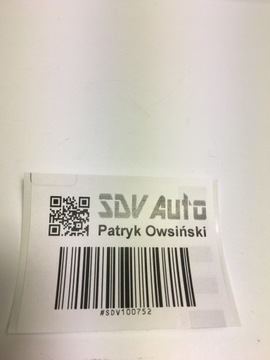 SDV Auto
Patryk Owsiński
#SDV100752